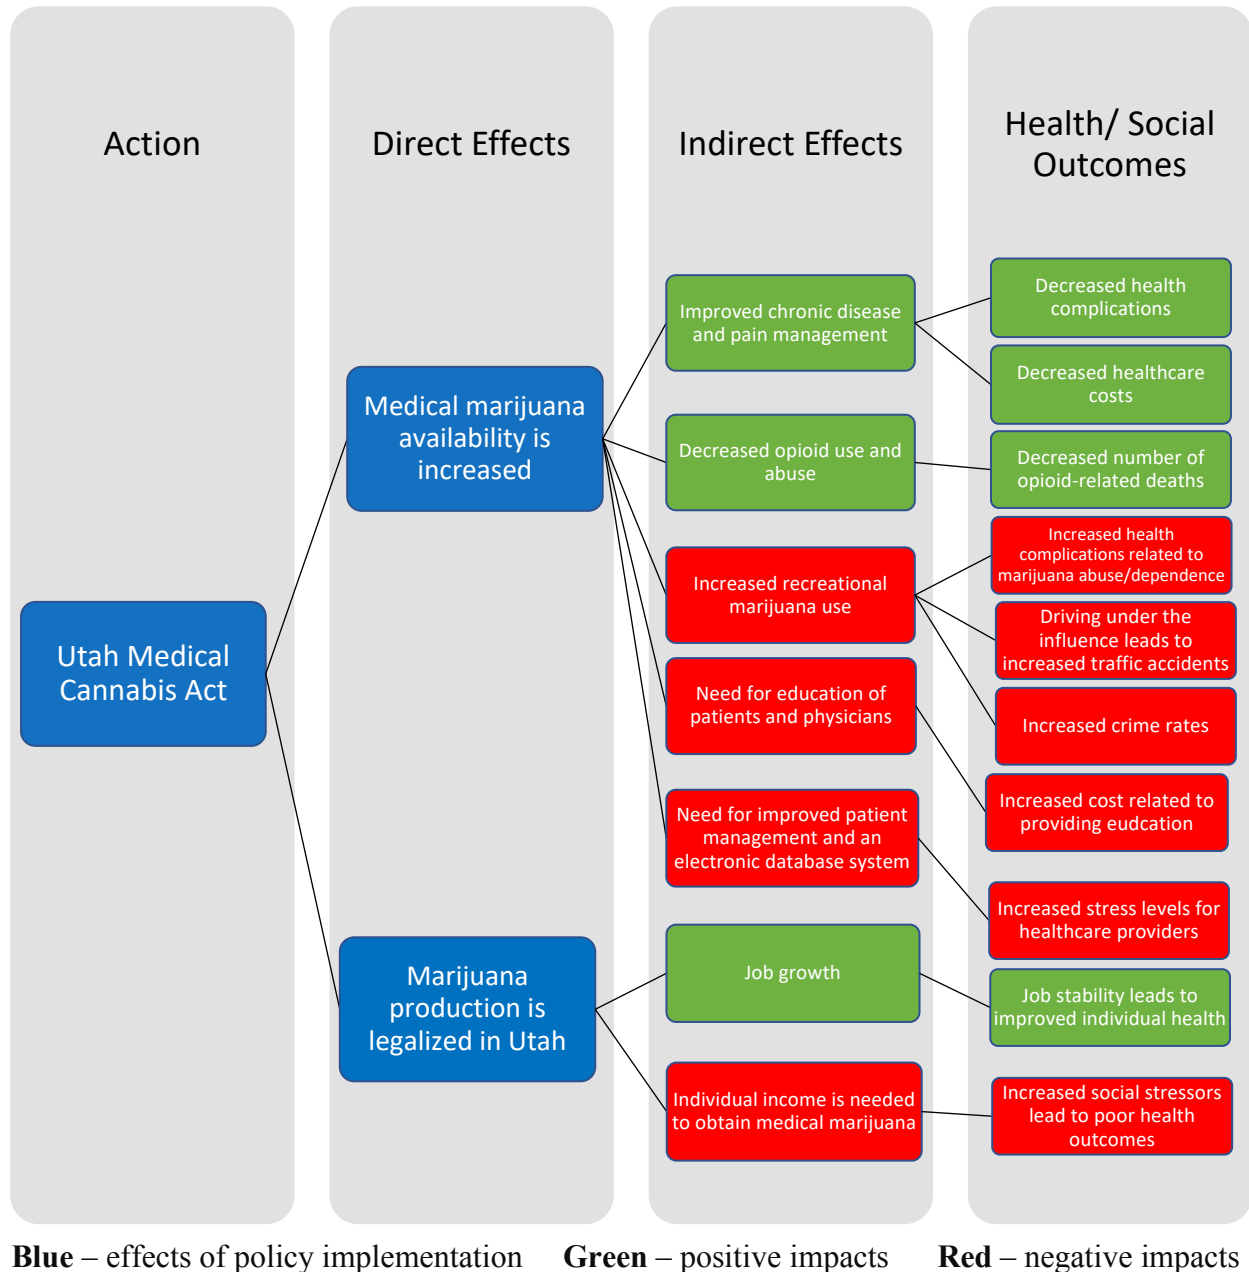 Action
Direct Effects
Indirect Effects
Health/ Social
Outcomes
Utah Medical
Cannabis Act
Medical marijuana
availability is
increased
Marijuana
production is
legalized in Utah
Improved chronic disease
and pain management
Decreased opioid use and
abuse
Increased recreational
marijuana use
Need for education of
patients and physicians
Need for improved patient
management and an
electronic database system
Job growth
Individual income is needed
to obtain medical marijuana
Decreased health
complications
Decreased healthcare
costs
Decreased number of
opioid-related deaths
Increased health
complications related to
marijuana abuse/dependence
Driving under the
influence leads to
increased traffic accidents
Increased crime rates
Increased cost related to
providing eudcation
Increased stress levels for
healthcare providers
Job stability leads to
improved individual health
Increased social stressors
lead to poor health
outcomes
Blue – effects of policy implementation Green – positive impacts Red – negative impacts